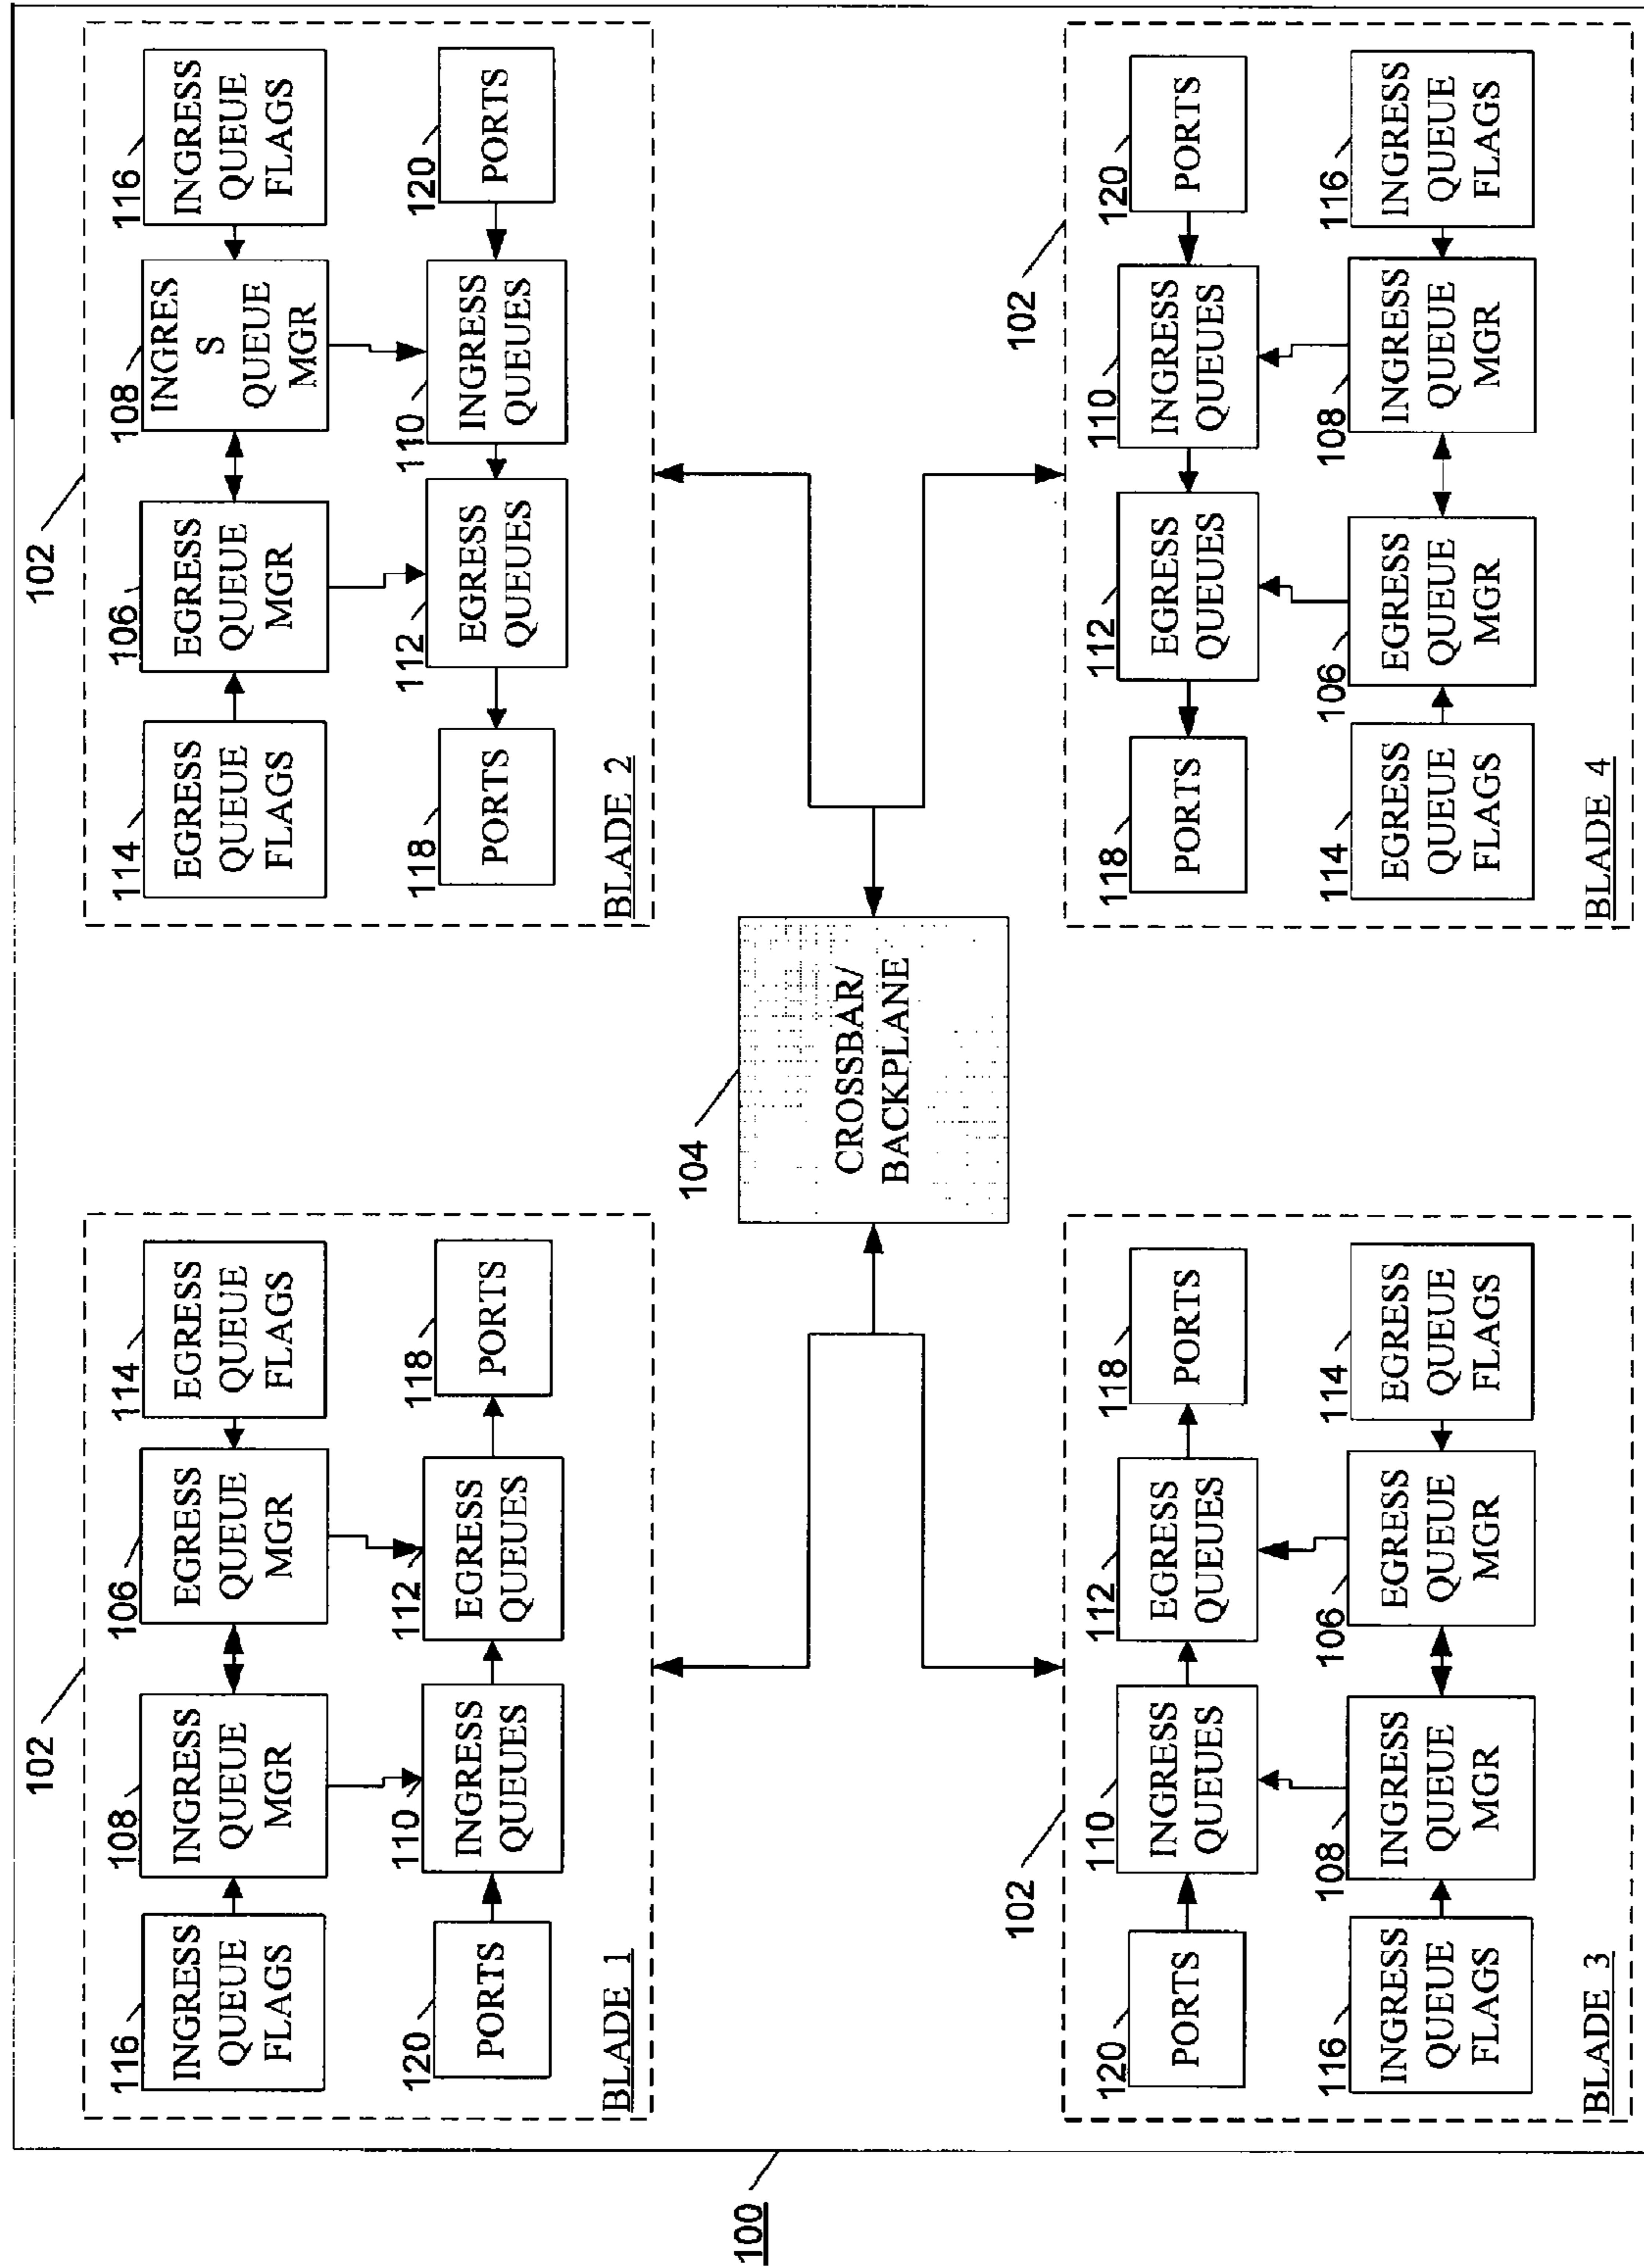 100
102
116
INGRESS
QUEUE
FLAGS
108
INGRESS
QUEUE
MGR
106
EGRESS
QUEUE
MGR
114
EGRESS
QUEUE
FLAGS
120
PORTS
110
INGRESS
QUEUES
112
EGRESS
QUEUES
118
PORTS
BLADE 1
102
114
EGRESS
QUEUE
FLAGS
106
EGRESS
QUEUE
MGR
108
INGRES
S
QUEUE
MGR
116
INGRESS
QUEUE
FLAGS
118
PORTS
112
EGRESS
QUEUES
110
INGRESS
QUEUES
120
PORTS
BLADE 2
104
CROSSBAR/
BACKPLANE
102
120
PORTS
110
INGRESS
QUEUES
112
EGRESS
QUEUES
118
PORTS
116
INGRESS
QUEUE
FLAGS
108
INGRESS
QUEUE
MGR
106
EGRESS
QUEUE
MGR
114
EGRESS
QUEUE
FLAGS
BLADE 3
102
118
PORTS
112
EGRESS
QUEUES
110
INGRESS
QUEUES
120
PORTS
114
EGRESS
QUEUE
FLAGS
106
EGRESS
QUEUE
MGR
108
INGRESS
QUEUE
MGR
116
INGRESS
QUEUE
FLAGS
BLADE 4